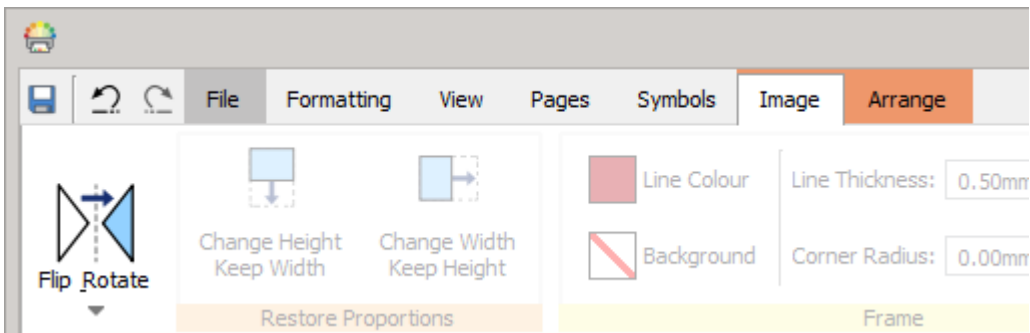 File Formatting View Pages Symbols Image Arrange
Flip Rotate
Change Height
Keep Width
Change Width
Keep Height
Restore Proportions
Line Colour
Background
Line Thickness: 0.50mm
Corner Radius: 0.00mm
Frame